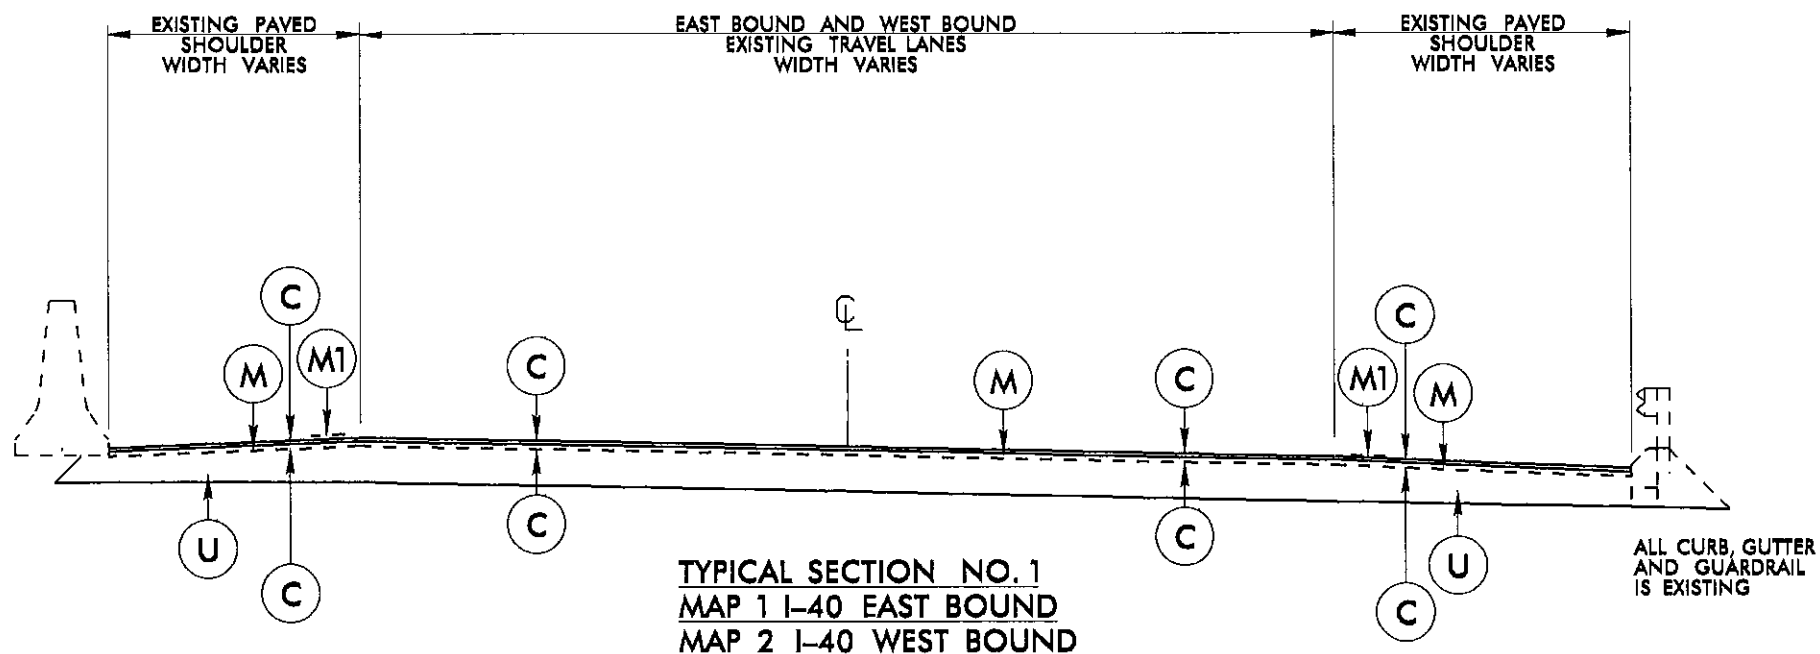 EXISTING PAVED
SHOULDER
WIDTH VARIES
EAST BOUND AND WEST BOUND
EXISTING TRAVEL LANES
WIDTH VARIES
EXISTING PAVED
SHOULDER
WIDTH VARIES
C
M
M1
C
℄
M
C
C
M1
M
U
C
C
C
U
C
TYPICAL SECTION NO. 1
MAP 1 I-40 EAST BOUND
MAP 2 I-40 WEST BOUND
ALL CURB, GUTTER
AND GUARDRAIL
IS EXISTING